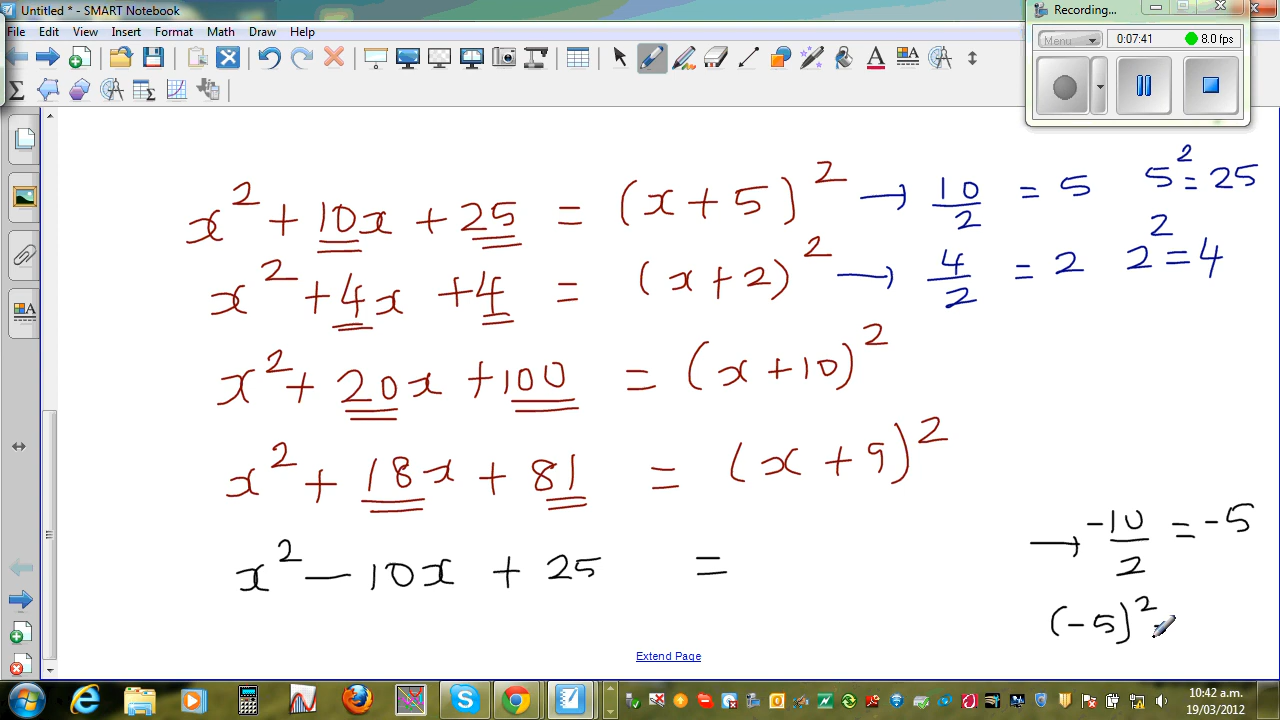 Untitled * - SMART Notebook
Recording...
File Edit View Insert Format Math Draw Help
Menu 0:07:41 8.0 fps
x² + 10x + 25 = (x + 5)² → 10/2 = 5 5² = 25
x² + 4x + 4 = (x + 2)² → 4/2 = 2 2² = 4
x² + 20x + 100 = (x + 10)²
x² + 18x + 81 = (x + 9)²
x² − 10x + 25 = → -10/2 = -5
(-5)²
Extend Page
10:42 a.m.
19/03/2012